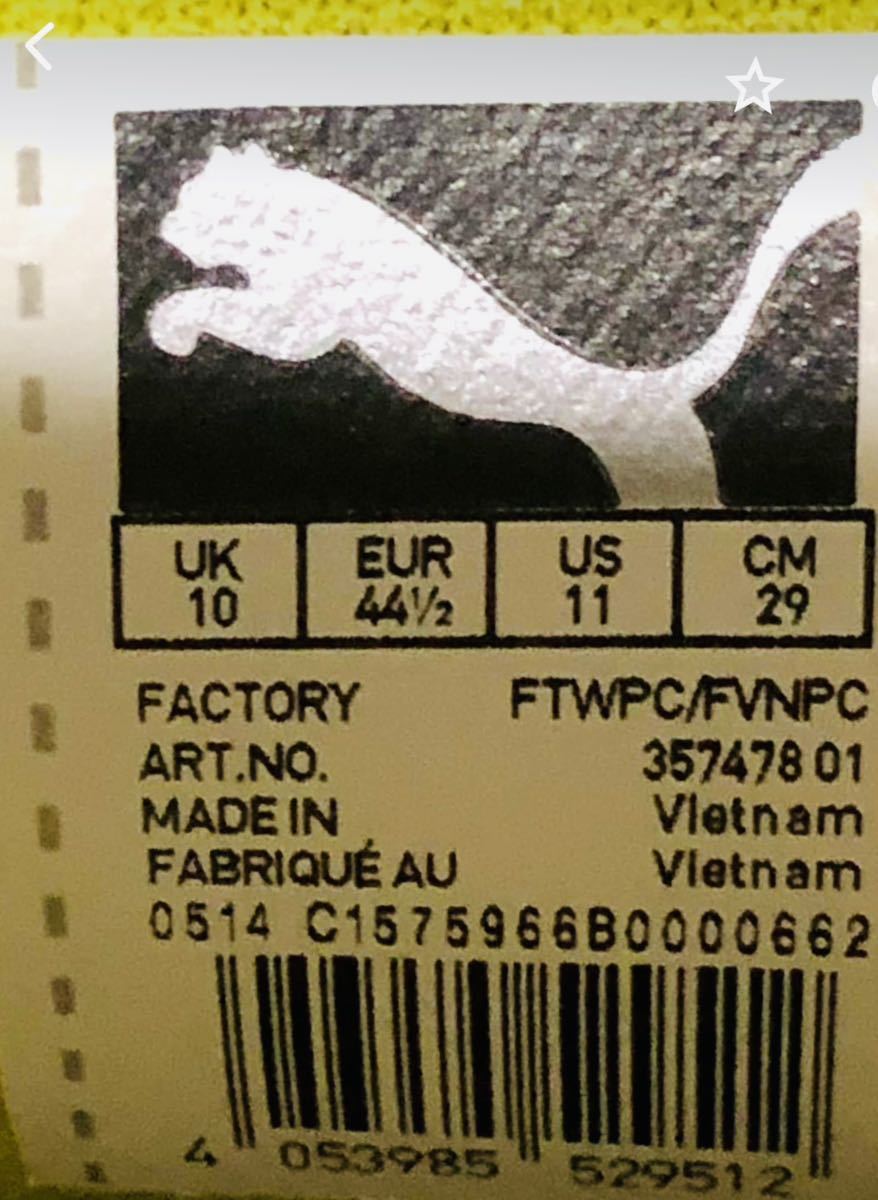 UK EUR US CM
10 44½ 11 29
FACTORY FTWPC/FVNPC
ART.NO. 357478 01
MADE IN Vietnam
FABRIQUÉ AU Vietnam
0514 C1575966B0000662
4 053985 529512